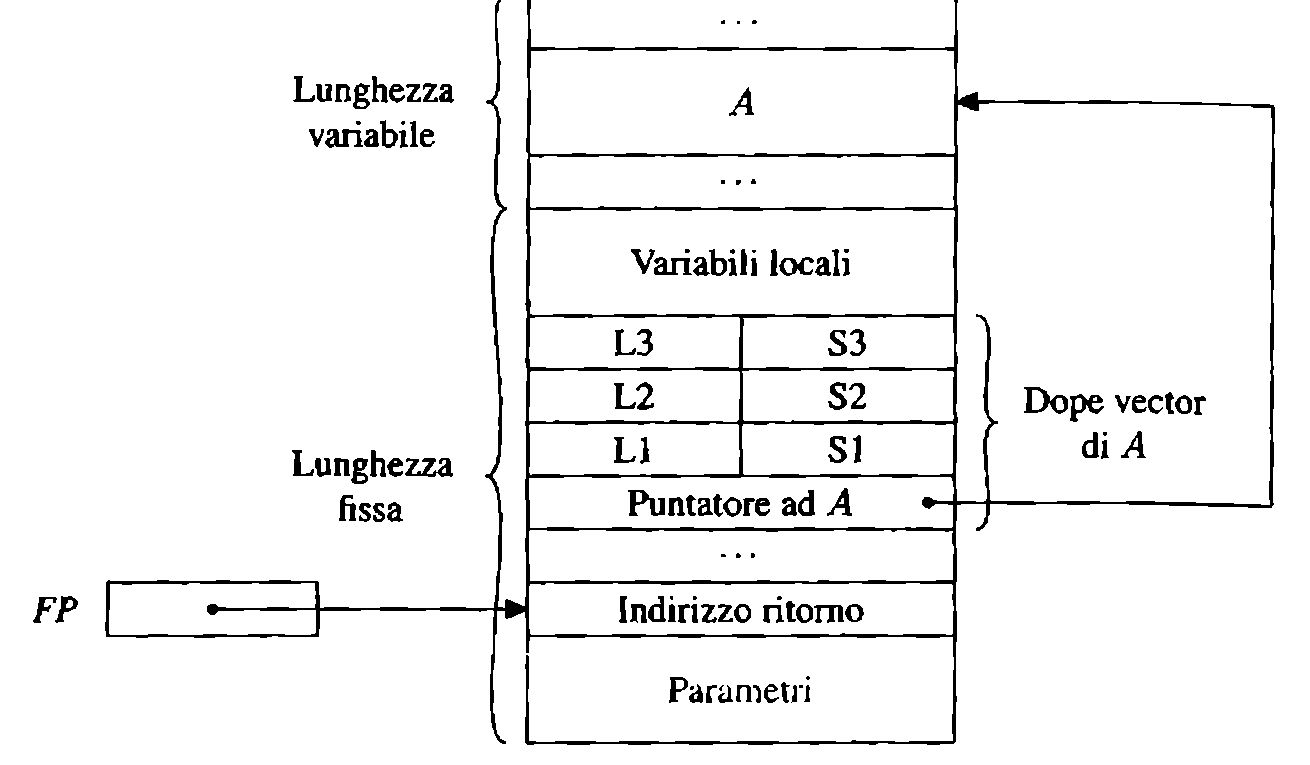 ...
Lunghezza
variabile
A
...
Variabili locali
L3 S3
L2 S2
Dope vector
di A
L1 S1
Lunghezza
fissa
Puntatore ad A
...
FP
Indirizzo ritorno
Parametri